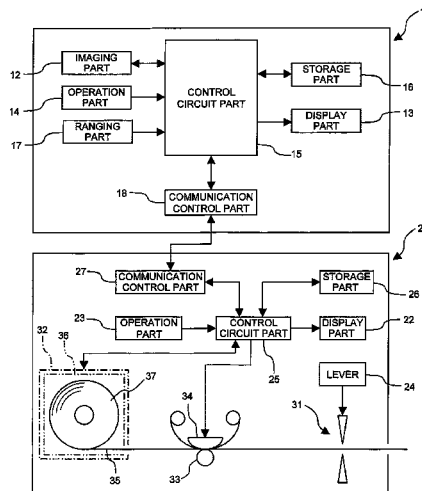 1
12
IMAGING PART
14
OPERATION PART
17
RANGING PART
CONTROL CIRCUIT PART
15
STORAGE PART
16
DISPLAY PART
13
18
COMMUNICATION CONTROL PART
2
27
COMMUNICATION CONTROL PART
STORAGE PART
26
23
OPERATION PART
CONTROL CIRCUIT PART
25
DISPLAY PART
22
32
36
37
35
34
33
LEVER
24
31